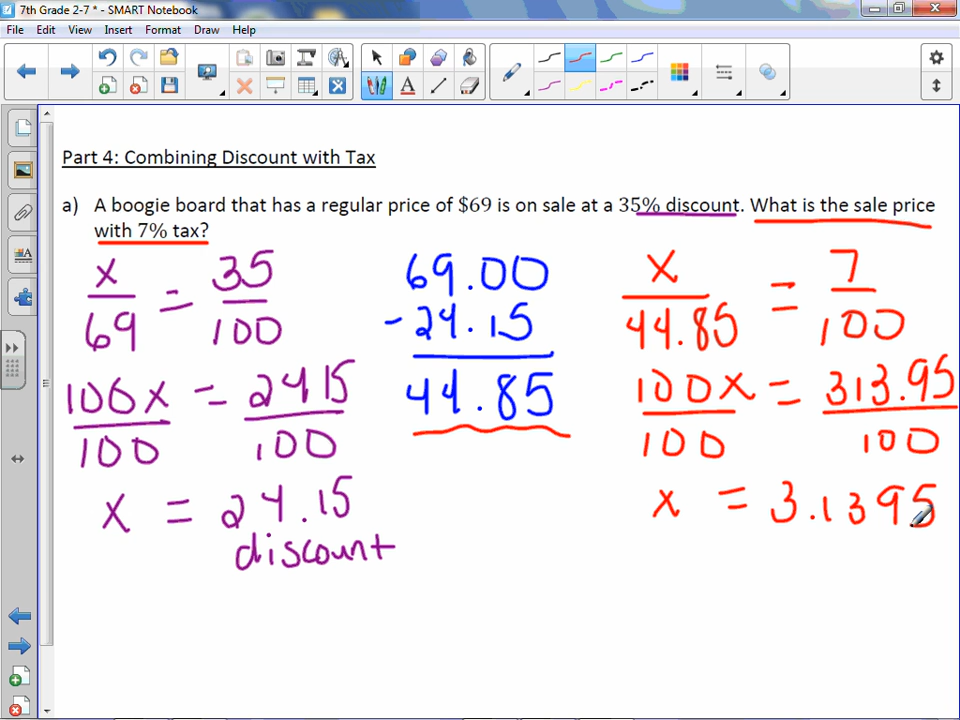 7th Grade 2-7 * - SMART Notebook
File Edit View Insert Format Draw Help
Part 4: Combining Discount with Tax
a) A boogie board that has a regular price of $69 is on sale at a 35% discount. What is the sale price
with 7% tax?
x/69 = 35/100
100x/100 = 2415/100
x = 24.15
discount
69.00
-24.15
44.85
x/44.85 = 7/100
100x/100 = 313.95/100
x = 3.1395